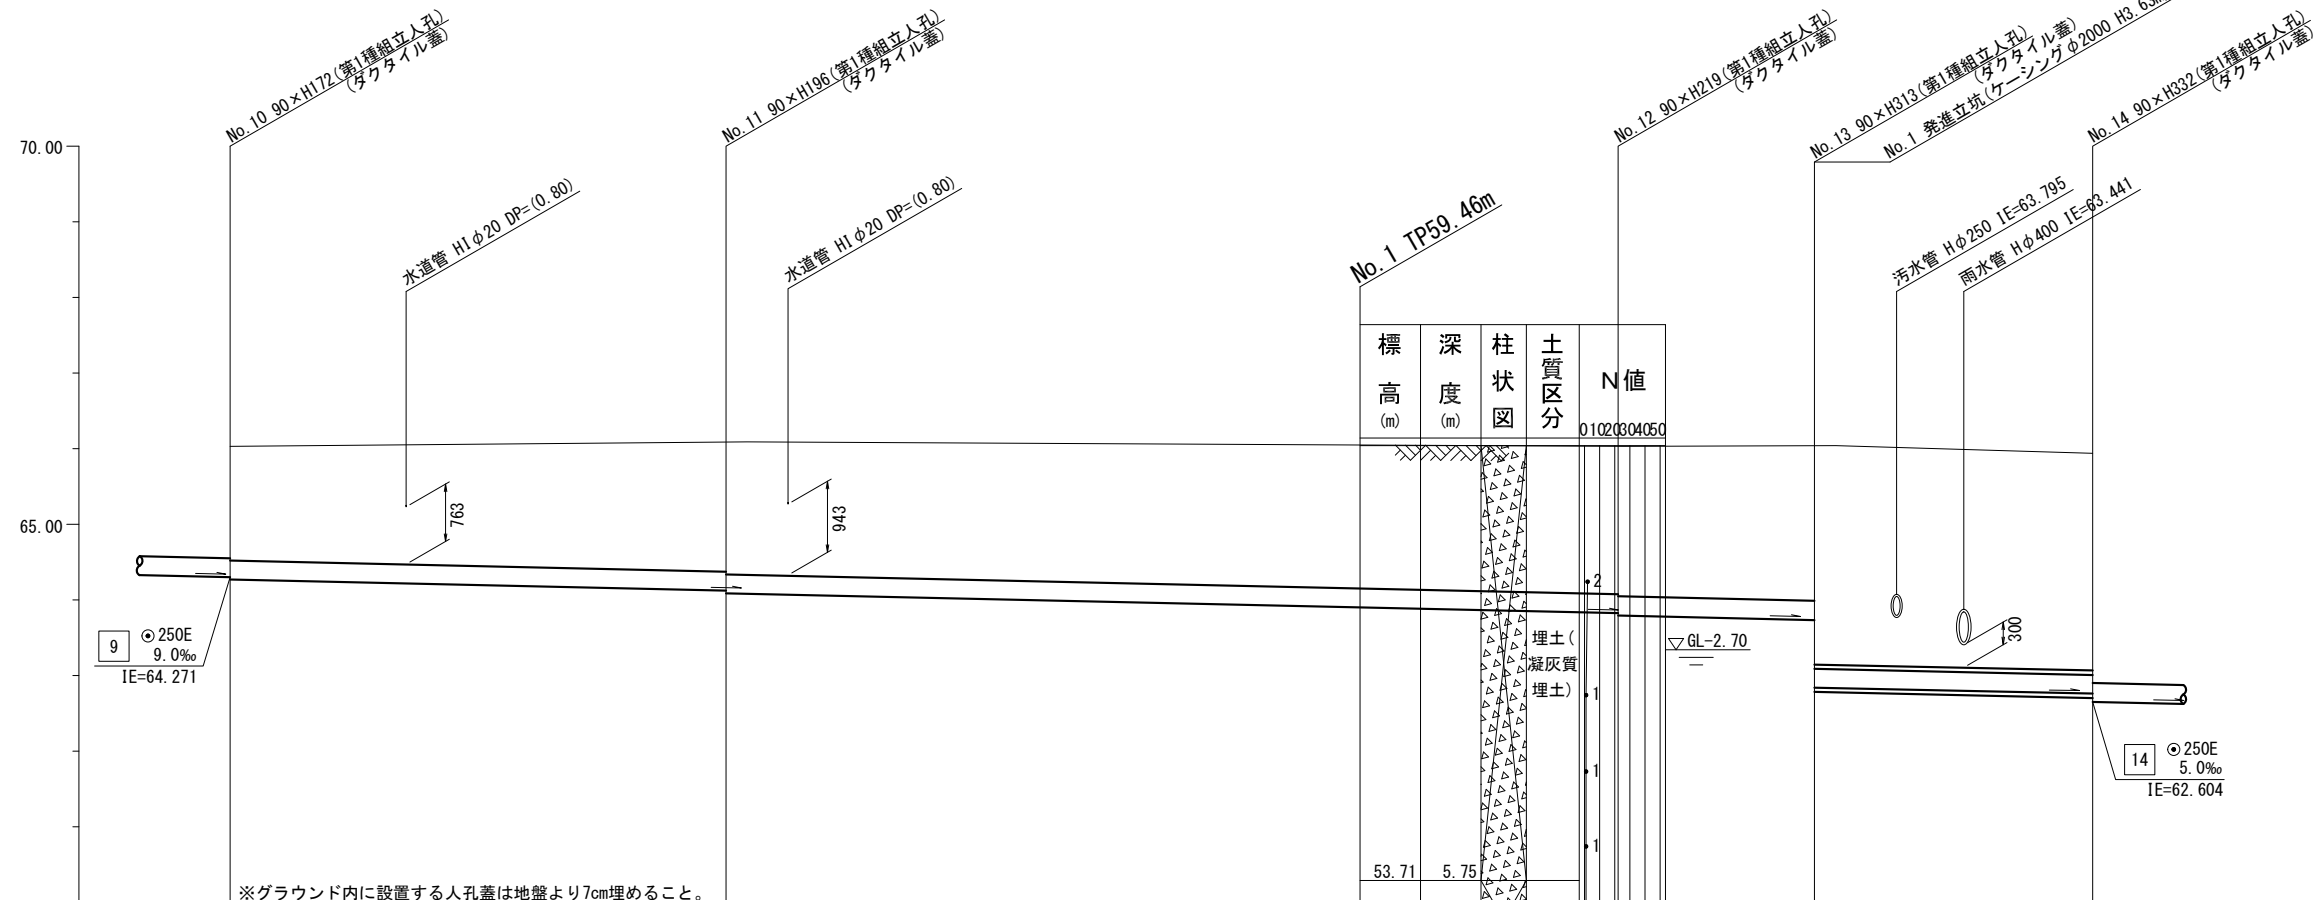 No.10 90×H172(第1種組立人孔)
(ダクタイル蓋)
No.11 90×H196(第1種組立人孔)
(ダクタイル蓋)
No.12 90×H219(第1種組立人孔)
(ダクタイル蓋)
No.13 90×H313(第1種組立人孔)
(ダクタイル蓋)
No.1 発進立坑(ケーシングφ2000
No.14 90×H332(第1種組立人孔)
(ダクタイル蓋)
70.00
水道管 HIφ20 DP=(0.80)
水道管 HIφ20 DP=(0.80)
No.1 TP59.46m
汚水管 Hφ250 IE=63.795
雨水管 Hφ400 IE=63.441
標高
(m)
深度
(m)
柱状図
土質区分
N値
0 10 20 30 40 50
65.00
763
943
2
9
250E
9.0‰
IE=64.271
埋土(
凝灰質
埋土)
GL-2.70
300
1
1
1
14
250E
5.0‰
IE=62.604
53.71
5.75
※グラウンド内に設置する人孔蓋は地盤より7cm埋めること。